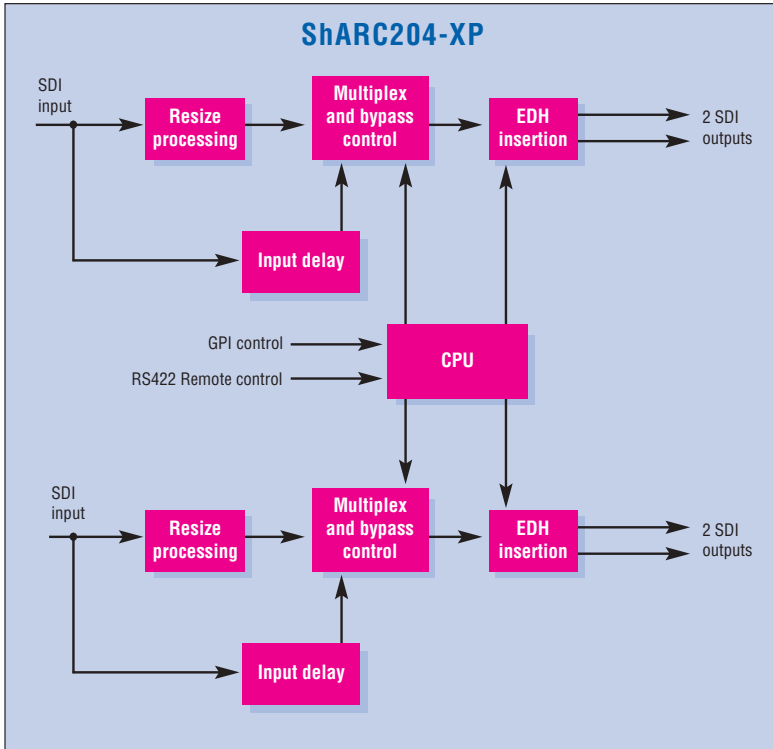 ShARC204-XP
SDI
input
Resize
processing
Multiplex
and bypass
control
EDH
insertion
2 SDI
outputs
Input delay
GPI control
RS422 Remote control
CPU
SDI
input
Resize
processing
Multiplex
and bypass
control
EDH
insertion
2 SDI
outputs
Input delay